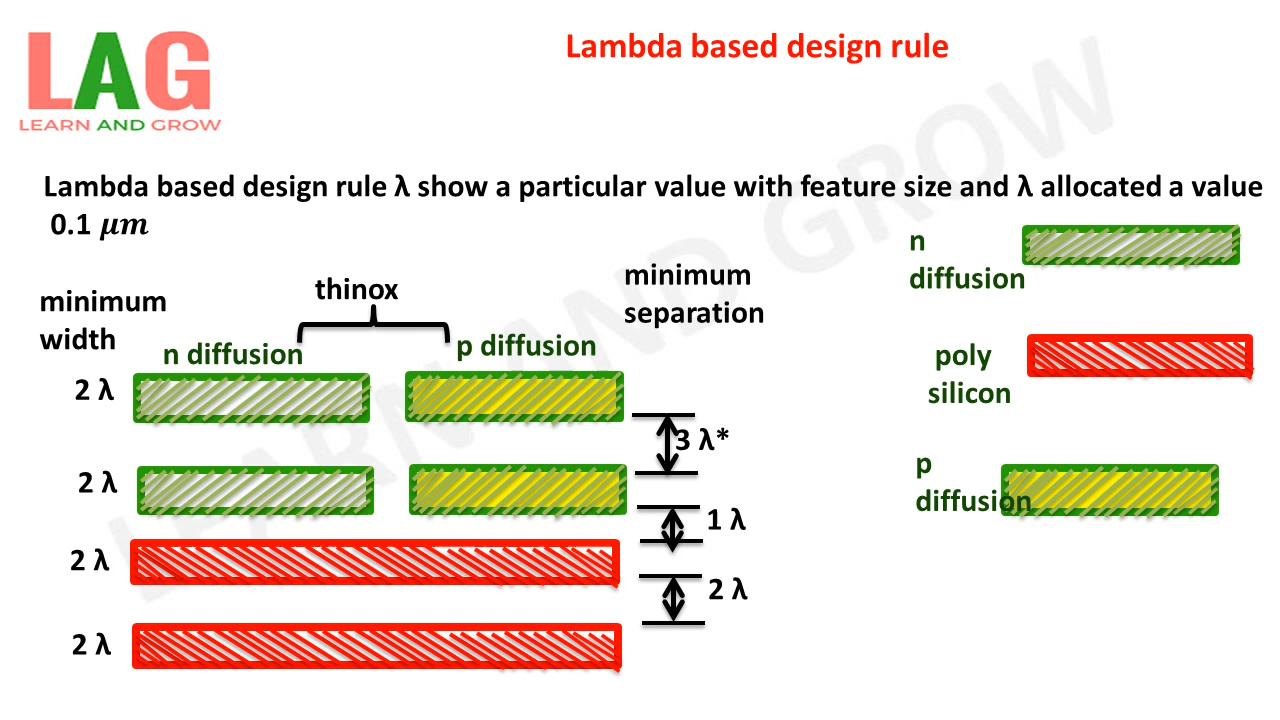 LAG
LEARN AND GROW
Lambda based design rule
LEARN AND GROW
Lambda based design rule λ show a particular value with feature size and λ allocated a value
0.1 𝝁𝒎
minimum
width
thinox
minimum
separation
n diffusion
p diffusion
2 λ
3 λ*
2 λ
1 λ
2 λ
2 λ
2 λ
n
diffusion
poly
silicon
p
diffusion